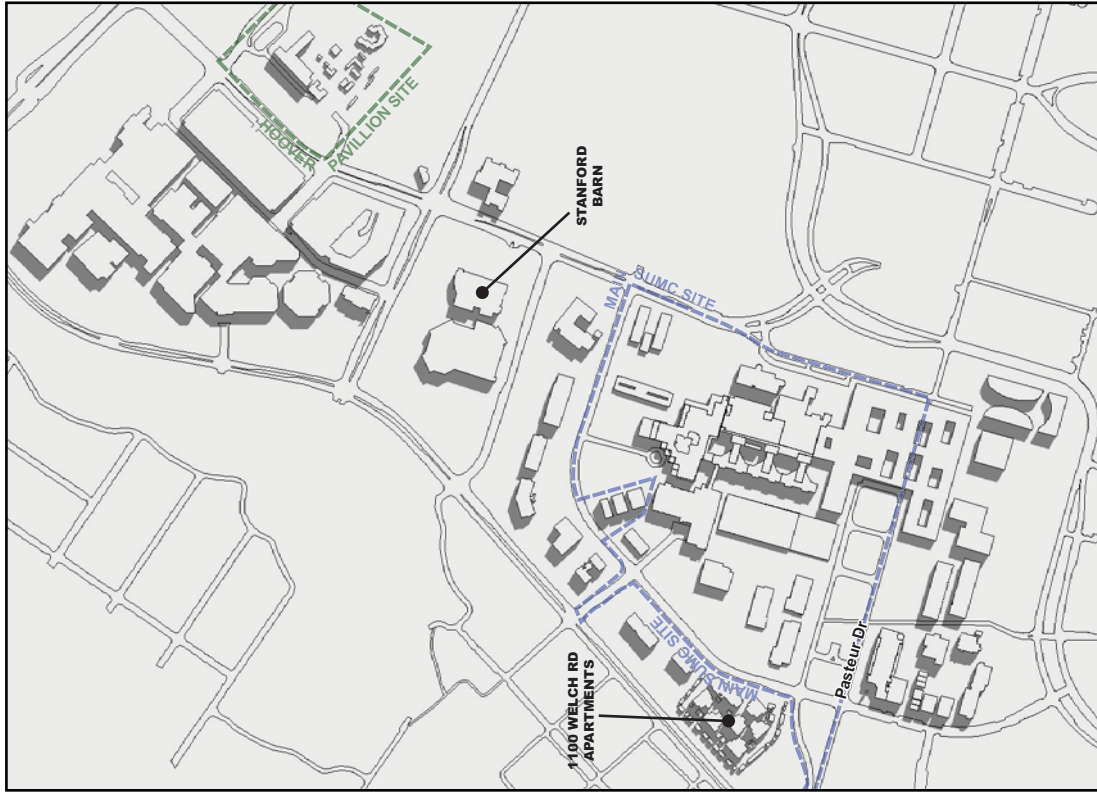 HOOVER PAVILLION SITE
STANFORD
BARN
MAIN SUMC SITE
MAIN SUMC SITE
1100 WELCH RD
APARTMENTS
Pasteur Dr